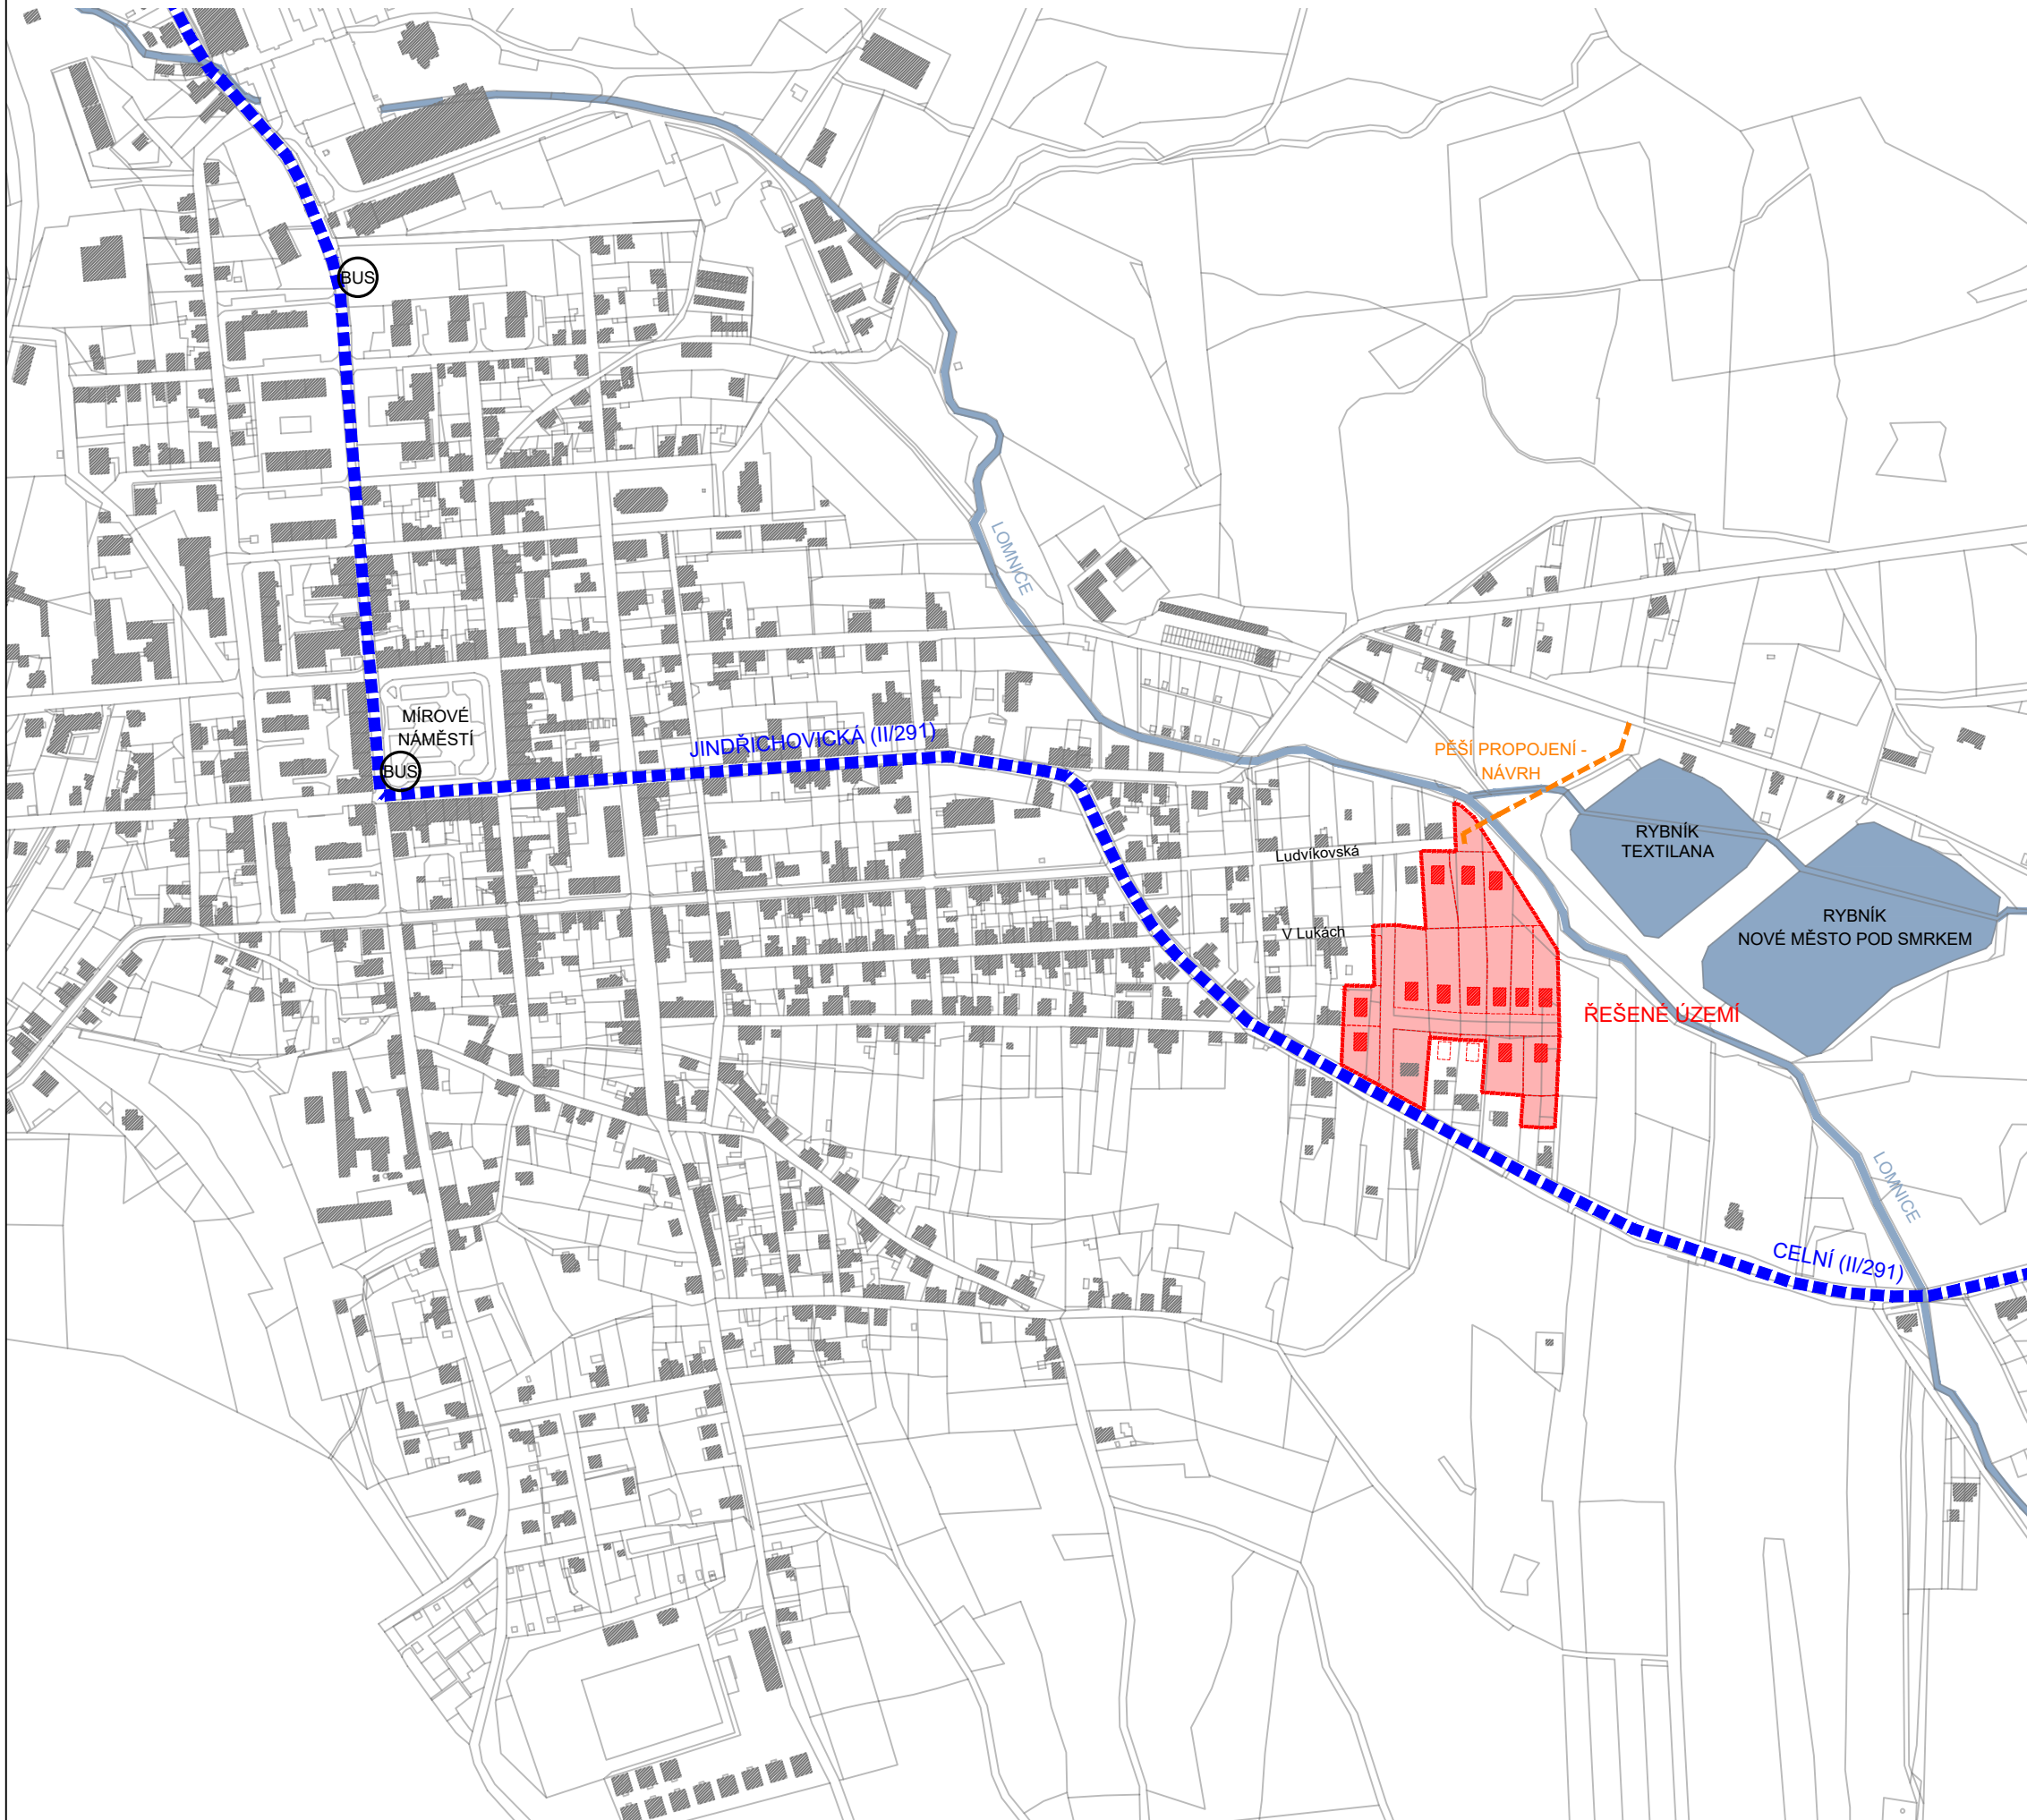 BUS
LOMNICE
MÍROVÉ
NÁMĚSTÍ
BUS
JINDŘICHOVICKÁ (II/291)
PĚŠÍ PROPOJENÍ -
NÁVRH
RYBNÍK
TEXTILANA
Ludvíkovská
RYBNÍK
NOVÉ MĚSTO POD SMRKEM
V Lukách
ŘEŠENÉ ÚZEMÍ
LOMNICE
CELNÍ (II/291)